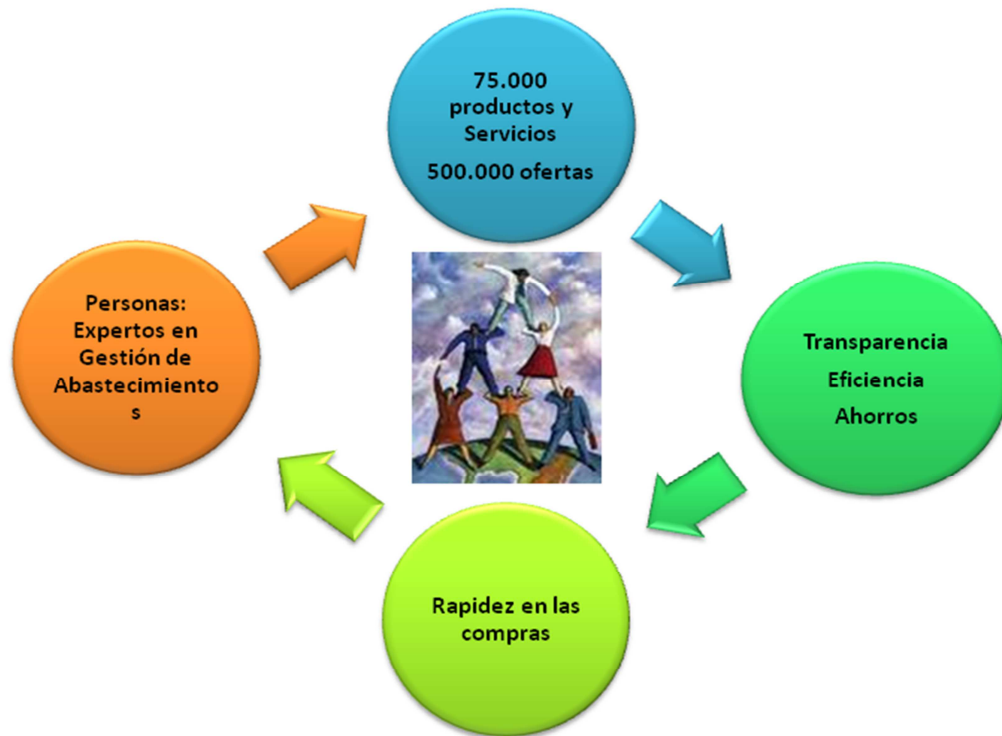 75.000
productos y
Servicios
500.000 ofertas
Transparencia
Eficiencia
Ahorros
Rapidez en las
compras
Personas:
Expertos en
Gestión de
Abastecimiento
s